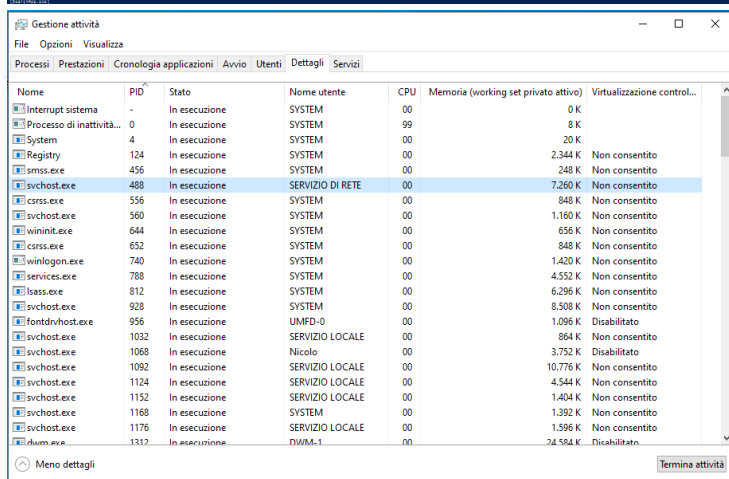 [SearchApp.exe]
Gestione attività
File Opzioni Visualizza
Processi Prestazioni Cronologia applicazioni Avvio Utenti Dettagli Servizi
Nome PID Stato Nome utente CPU Memoria (working set privato attivo) Virtualizzazione control...
Interrupt sistema - In esecuzione SYSTEM 00 0 K
Processo di inattività... 0 In esecuzione SYSTEM 99 8 K
System 4 In esecuzione SYSTEM 00 20 K
Registry 124 In esecuzione SYSTEM 00 2.344 K Non consentito
smss.exe 456 In esecuzione SYSTEM 00 248 K Non consentito
svchost.exe 488 In esecuzione SERVIZIO DI RETE 00 7.260 K Non consentito
csrss.exe 556 In esecuzione SYSTEM 00 848 K Non consentito
svchost.exe 560 In esecuzione SYSTEM 00 1.160 K Non consentito
wininit.exe 644 In esecuzione SYSTEM 00 656 K Non consentito
csrss.exe 652 In esecuzione SYSTEM 00 848 K Non consentito
winlogon.exe 740 In esecuzione SYSTEM 00 1.420 K Non consentito
services.exe 788 In esecuzione SYSTEM 00 4.552 K Non consentito
lsass.exe 812 In esecuzione SYSTEM 00 6.296 K Non consentito
svchost.exe 928 In esecuzione SYSTEM 00 8.508 K Non consentito
fontdrvhost.exe 956 In esecuzione UMFD-0 00 1.096 K Disabilitato
svchost.exe 1032 In esecuzione SERVIZIO LOCALE 00 864 K Non consentito
svchost.exe 1068 In esecuzione Nicolo 00 3.752 K Disabilitato
svchost.exe 1092 In esecuzione SERVIZIO LOCALE 00 10.776 K Non consentito
svchost.exe 1124 In esecuzione SERVIZIO LOCALE 00 4.544 K Non consentito
svchost.exe 1152 In esecuzione SERVIZIO LOCALE 00 1.404 K Non consentito
svchost.exe 1168 In esecuzione SYSTEM 00 1.392 K Non consentito
svchost.exe 1176 In esecuzione SERVIZIO LOCALE 00 1.596 K Non consentito
dwm.exe 1312 In esecuzione DWM-1 00 24.584 K Disabilitato
Meno dettagli Termina attività